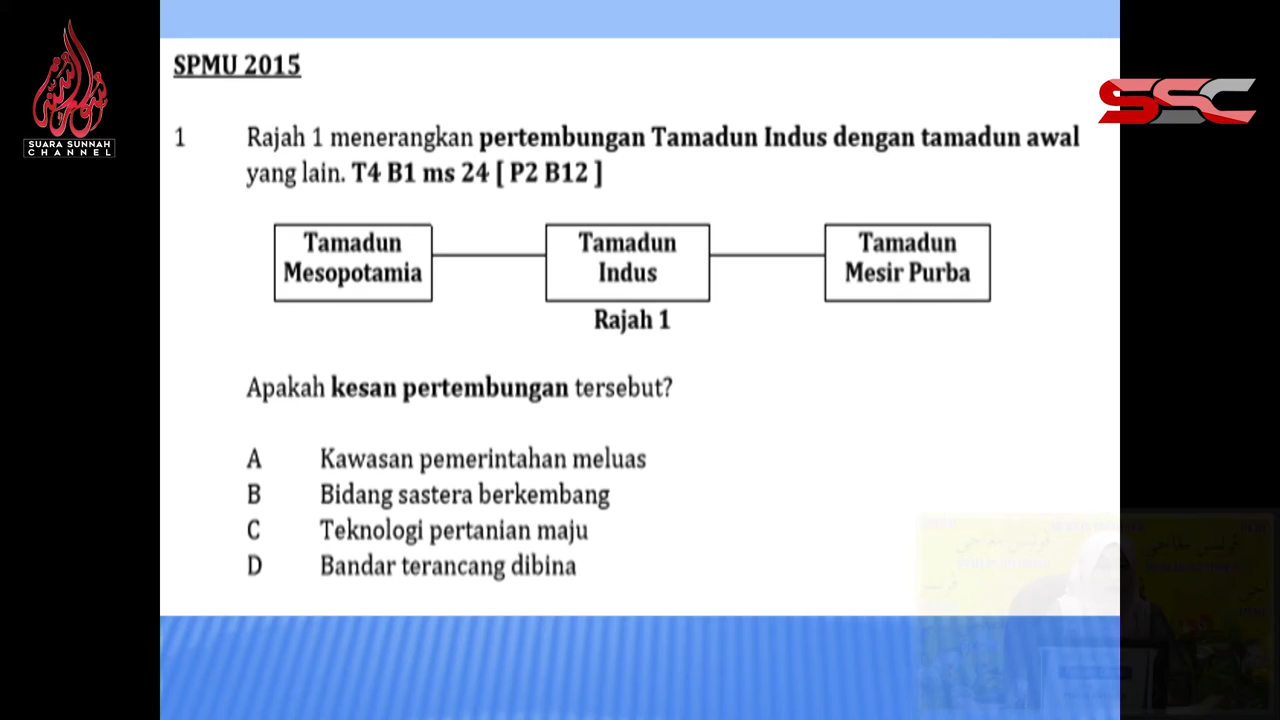 SUARA SUNNAH
CHANNEL
SSC
SPMU 2015
1 Rajah 1 menerangkan pertembungan Tamadun Indus dengan tamadun awal
yang lain. T4 B1 ms 24 [ P2 B12 ]
Tamadun
Mesopotamia
Tamadun
Indus
Tamadun
Mesir Purba
Rajah 1
Apakah kesan pertembungan tersebut?
A Kawasan pemerintahan meluas
B Bidang sastera berkembang
C Teknologi pertanian maju
D Bandar terancang dibina